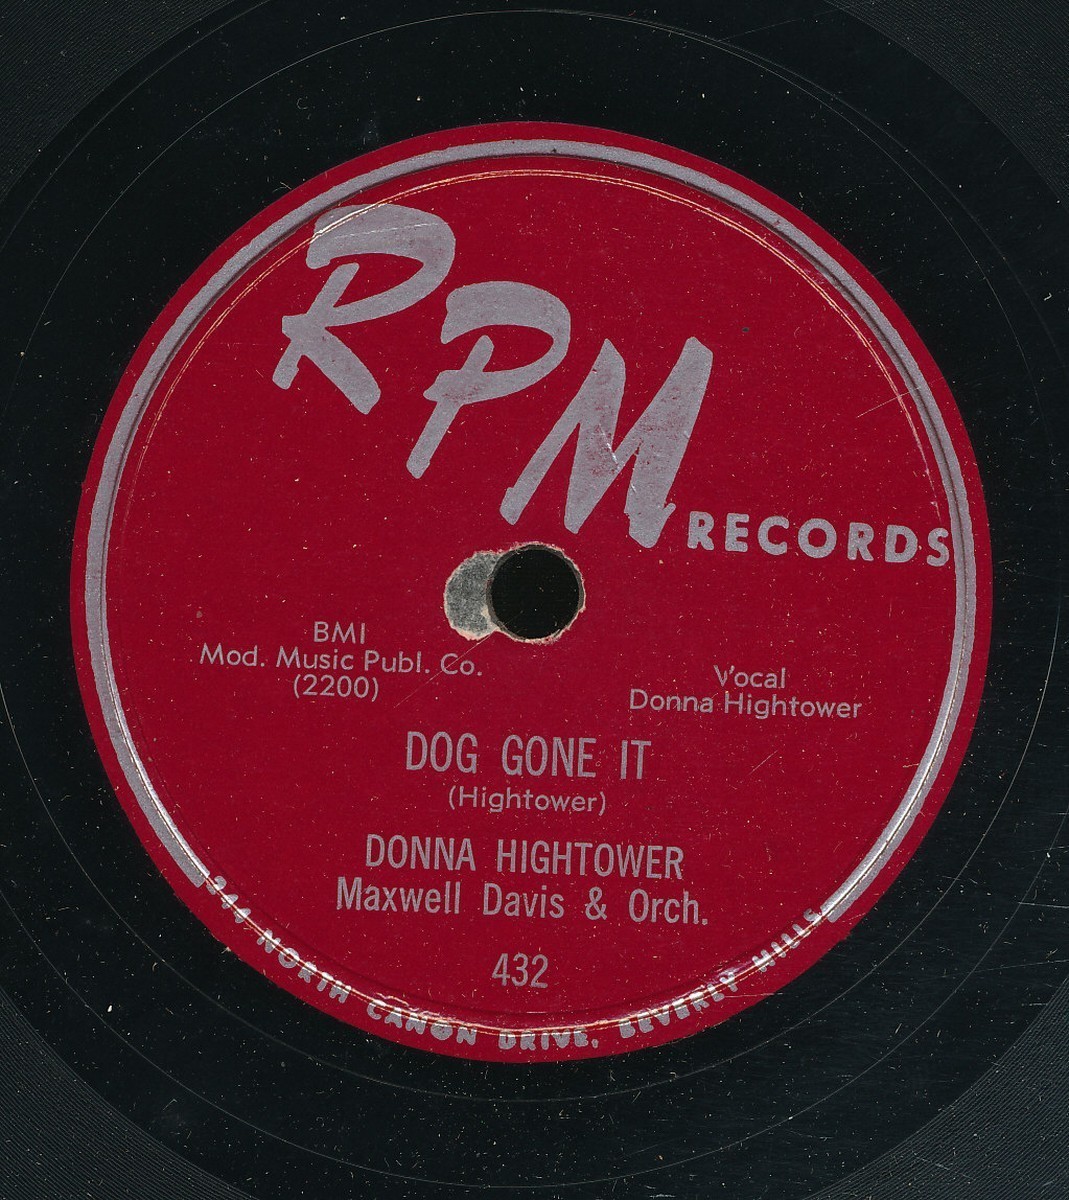 RPM RECORDS
BMI
Mod. Music Publ. Co.
(2200)
Vocal
Donna Hightower
DOG GONE IT
(Hightower)
DONNA HIGHTOWER
Maxwell Davis & Orch.
432
NORTH CANON DRIVE, BEVERLY HILLS